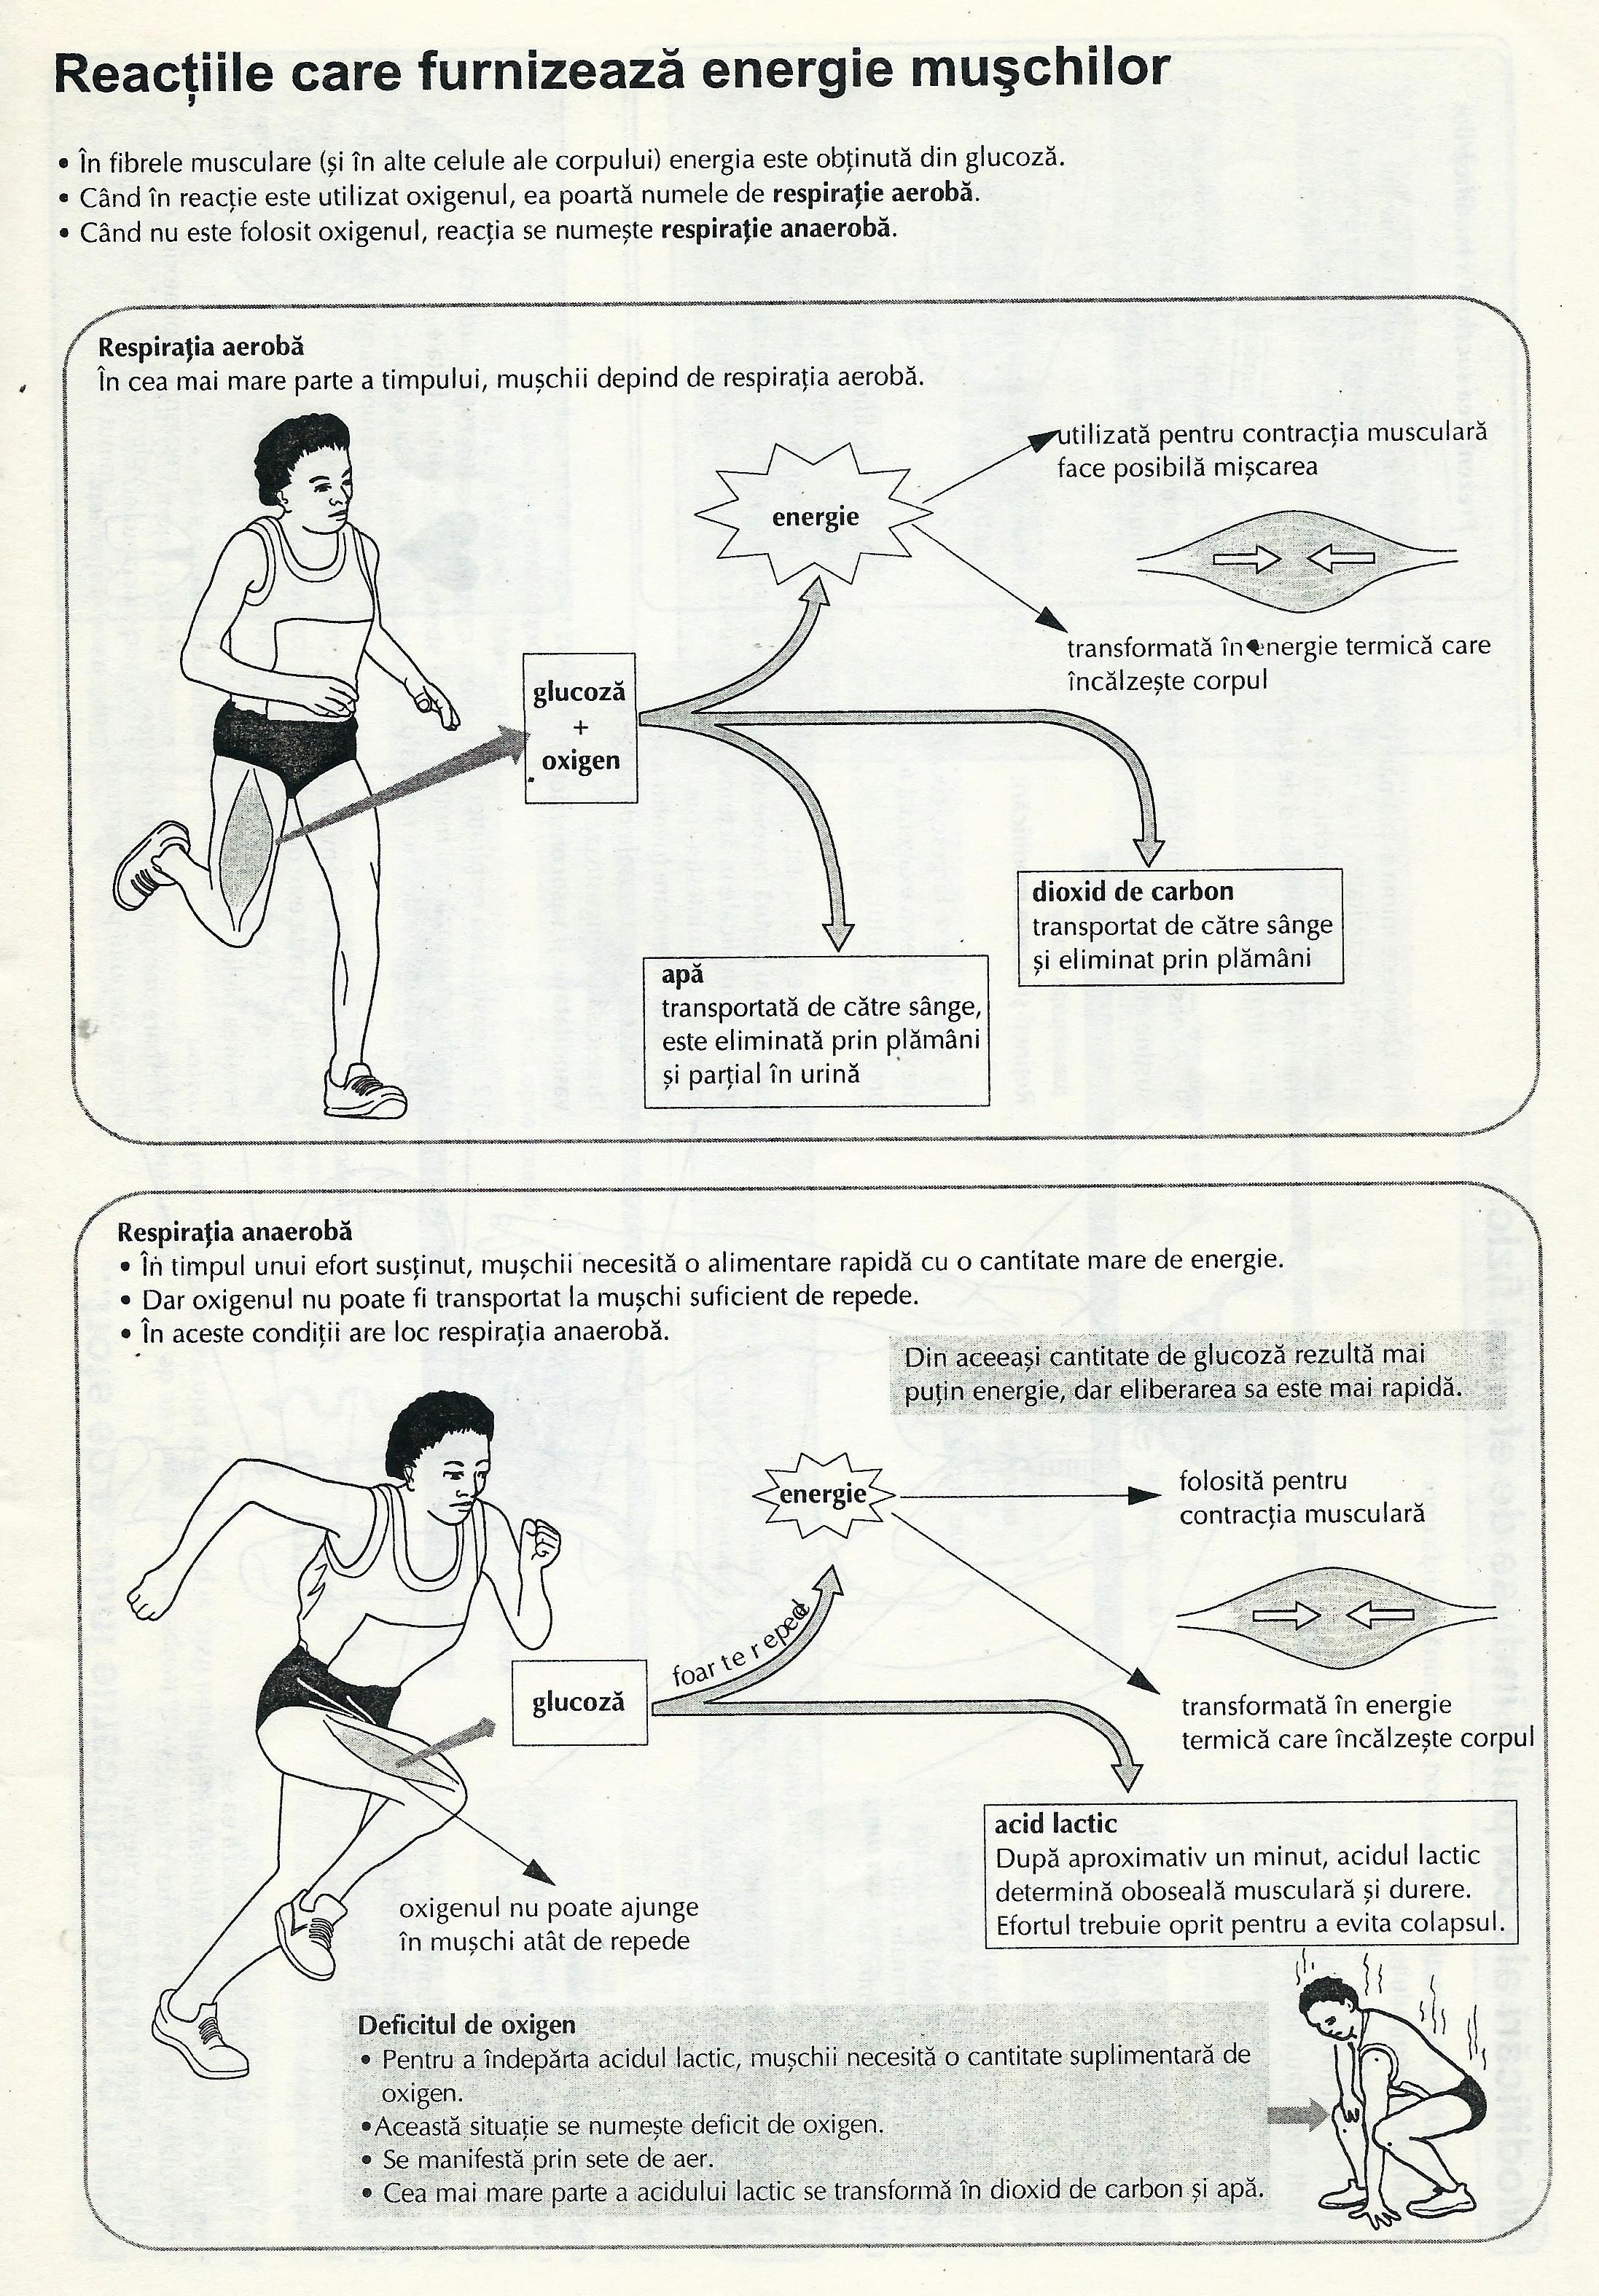 Reacțiile care furnizează energie mușchilor
• În fibrele musculare (și în alte celule ale corpului) energia este obținută din glucoză.
• Când în reacție este utilizat oxigenul, ea poartă numele de respirație aerobă.
• Când nu este folosit oxigenul, reacția se numește respirație anaerobă.
Respirația aerobă
În cea mai mare parte a timpului, mușchii depind de respirația aerobă.
utilizată pentru contracția musculară
face posibilă mișcarea
energie
transformată în energie termică care
încălzește corpul
glucoză
+
oxigen
dioxid de carbon
transportat de către sânge
și eliminat prin plămâni
apă
transportată de către sânge,
este eliminată prin plămâni
și parțial în urină
Respirația anaerobă
• În timpul unui efort susținut, mușchii necesită o alimentare rapidă cu o cantitate mare de energie.
• Dar oxigenul nu poate fi transportat la mușchi suficient de repede.
• În aceste condiții are loc respirația anaerobă.
Din aceeași cantitate de glucoză rezultă mai
puțin energie, dar eliberarea sa este mai rapidă.
energie
folosită pentru
contracția musculară
foarte repede
glucoză
transformată în energie
termică care încălzește corpul
acid lactic
După aproximativ un minut, acidul lactic
determină oboseală musculară și durere.
Efortul trebuie oprit pentru a evita colapsul.
oxigenul nu poate ajunge
în mușchi atât de repede
Deficitul de oxigen
• Pentru a îndepărta acidul lactic, mușchii necesită o cantitate suplimentară de
oxigen.
• Această situație se numește deficit de oxigen.
• Se manifestă prin sete de aer.
• Cea mai mare parte a acidului lactic se transformă în dioxid de carbon și apă.